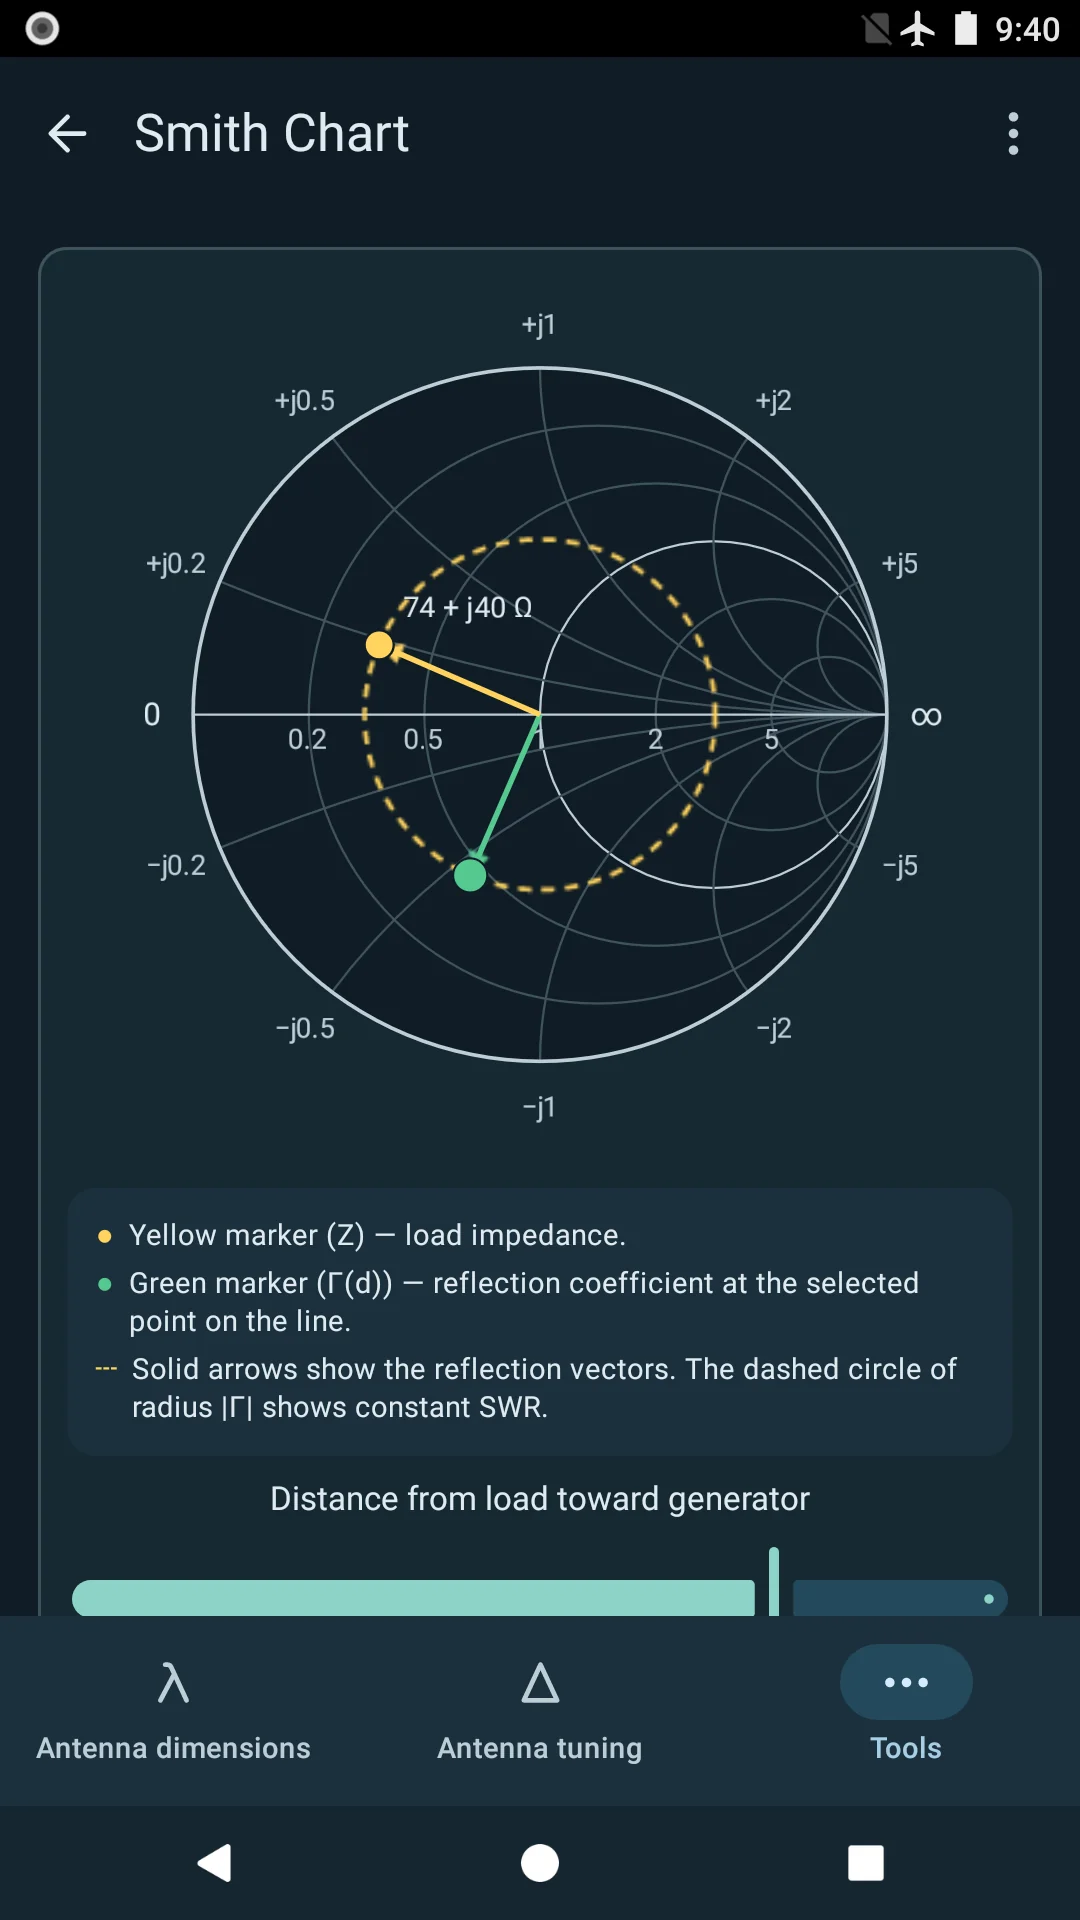 9:40
Smith Chart
+j1
+j0.5
+j2
+j0.2
+j5
74 + j40 Ω
0
∞
0.2
0.5
1
2
5
−j0.2
−j5
−j0.5
−j2
−j1
Yellow marker (Z) — load impedance.
Green marker (Γ(d)) — reflection coefficient at the selected
point on the line.
Solid arrows show the reflection vectors. The dashed circle of
radius |Γ| shows constant SWR.
Distance from load toward generator
Antenna dimensions
Antenna tuning
Tools